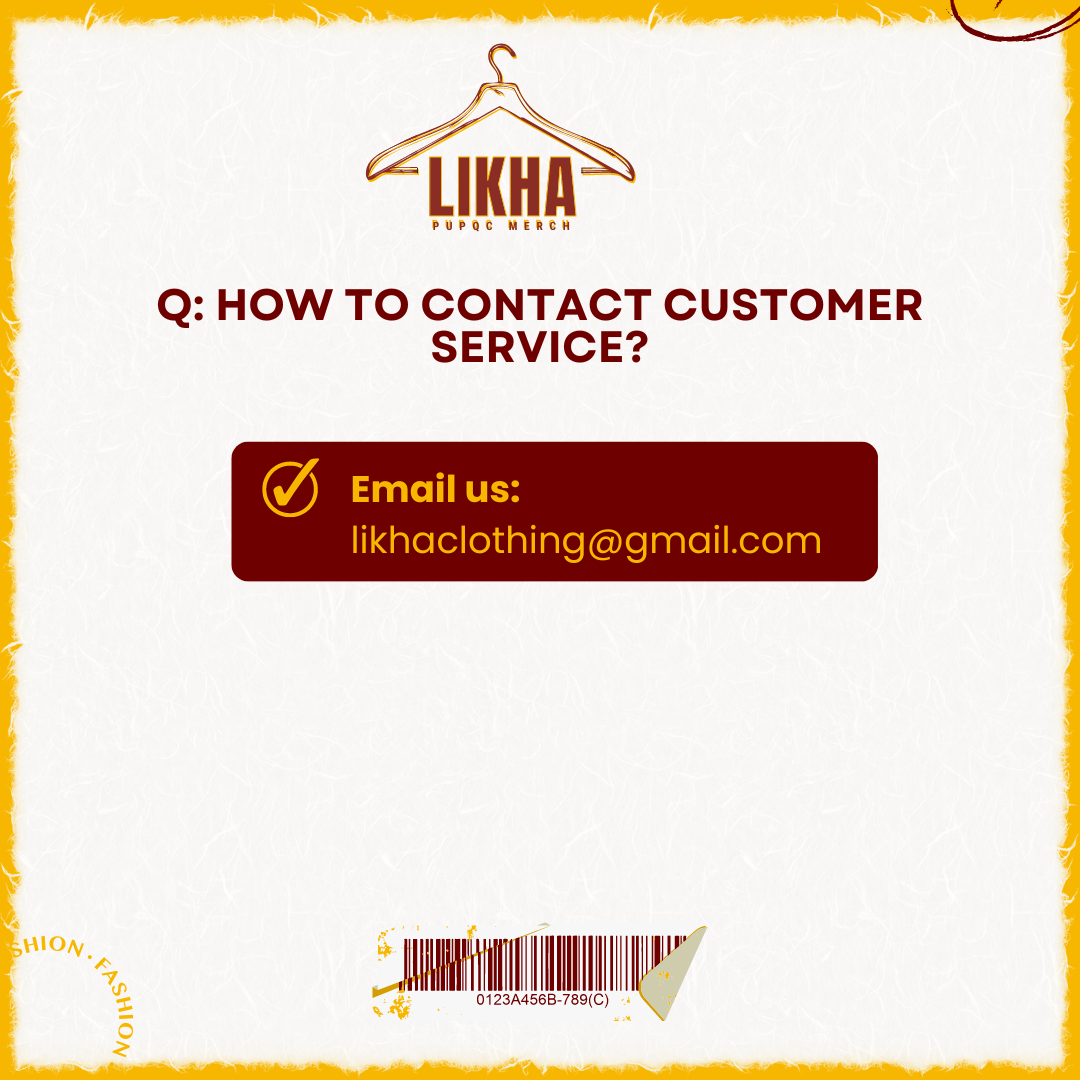 LIKHA
PUPQC MERCH
Q: HOW TO CONTACT CUSTOMER
SERVICE?
Email us:
likhaclothing@gmail.com
SHION · FASHION
0123A456B-789(C)